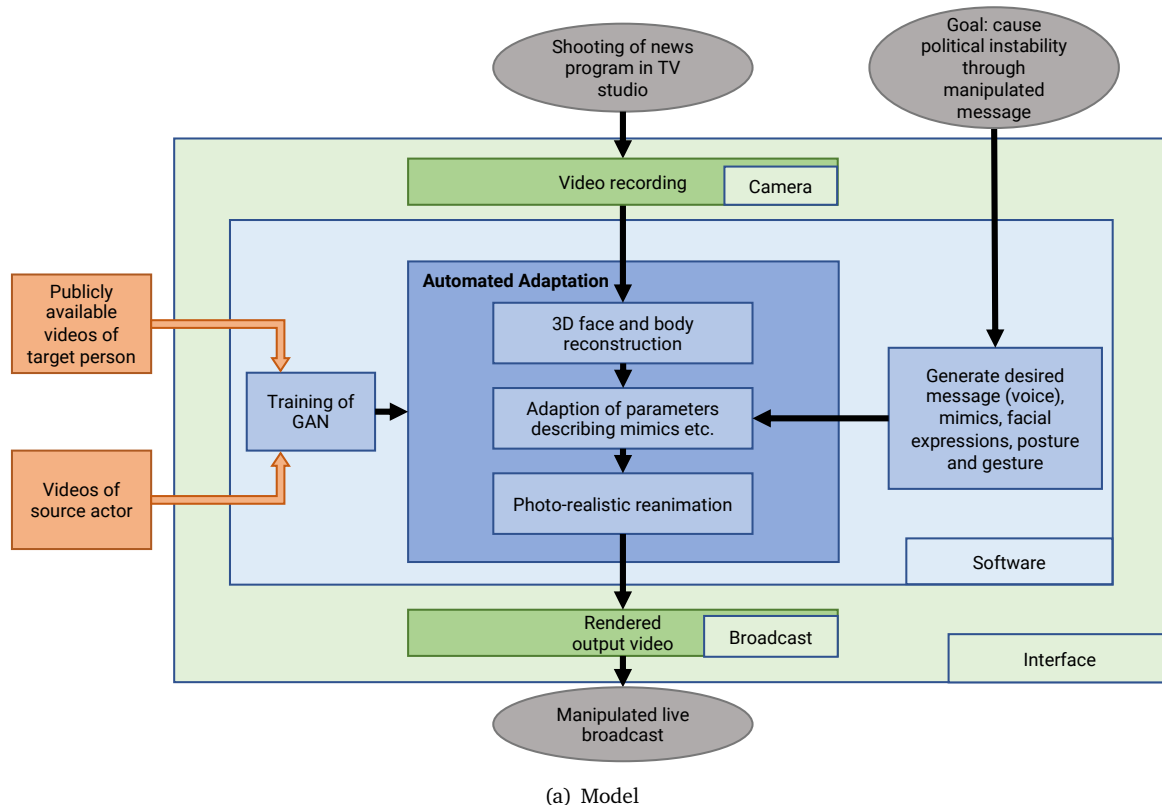 Shooting of news
program in TV
studio
Goal: cause
political instability
through
manipulated
message
Video recording
Camera
Automated Adaptation
Publicly
available
videos of
target person
3D face and body
reconstruction
Training of
GAN
Adaption of parameters
describing mimics etc.
Generate desired
message (voice),
mimics, facial
expressions, posture
and gesture
Videos of
source actor
Photo-realistic reanimation
Software
Rendered
output video
Broadcast
Interface
Manipulated live
broadcast
(a) Model